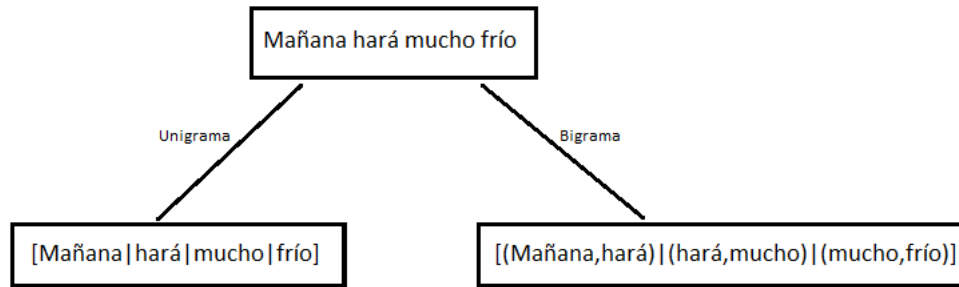 Mañana hará mucho frío
Unigrama
Bigrama
[Mañana|hará|mucho|frío]
[(Mañana,hará)|(hará,mucho)|(mucho,frío)]